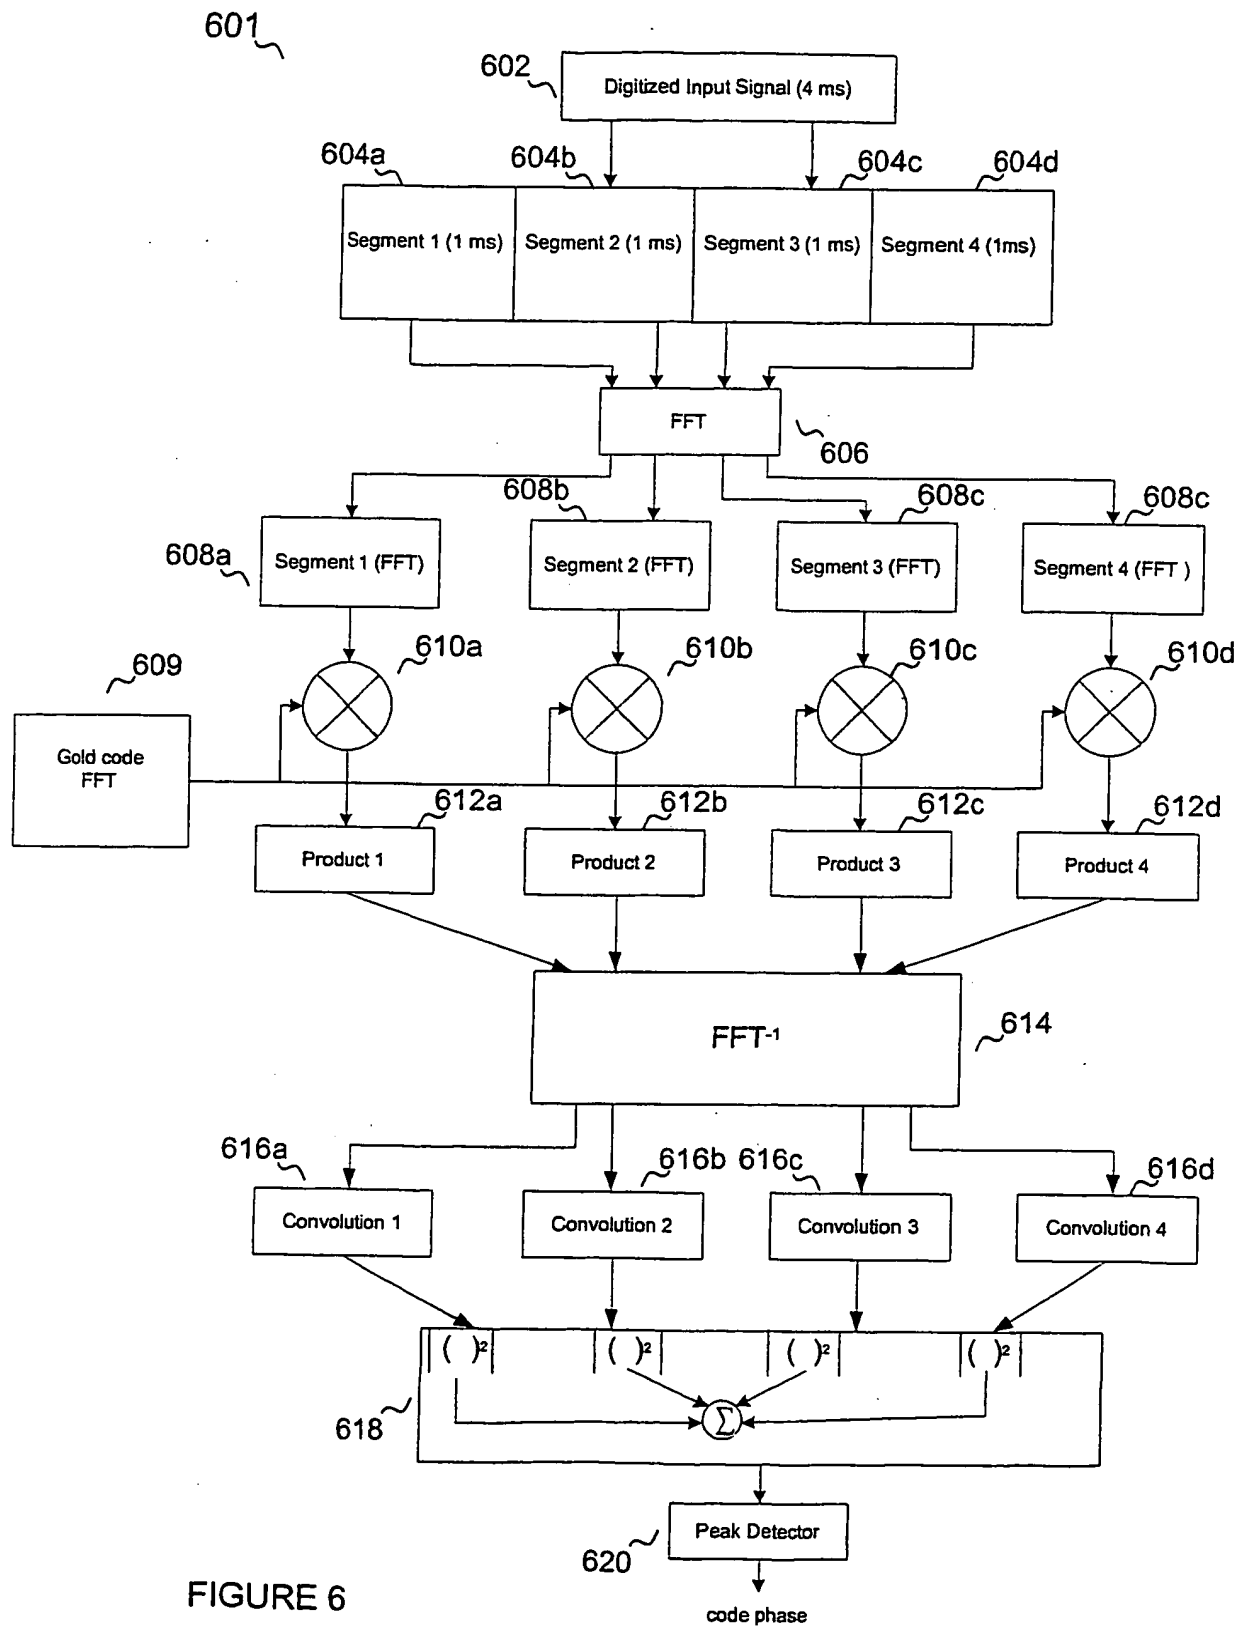 601
602
Digitized Input Signal (4 ms)
604a
604b
604c
604d
Segment 1 (1 ms)
Segment 2 (1 ms)
Segment 3 (1 ms)
Segment 4 (1ms)
FFT
606
608a
608b
608c
608c
Segment 1 (FFT)
Segment 2 (FFT)
Segment 3 (FFT)
Segment 4 (FFT )
609
610a
610b
610c
610d
Gold code
FFT
612a
612b
612c
612d
Product 1
Product 2
Product 3
Product 4
FFT-1
614
616a
616b
616c
616d
Convolution 1
Convolution 2
Convolution 3
Convolution 4
|( )²|
|( )²|
|( )²|
|( )²|
Σ
618
Peak Detector
620
code phase
FIGURE 6